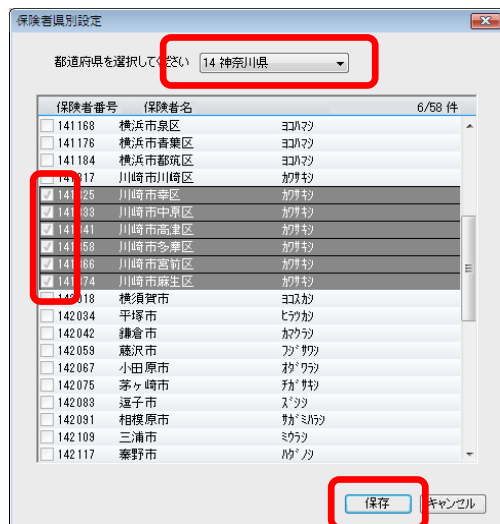 保険者県別設定
都道府県を選択してください 14 神奈川県
保険者番号 保険者名 6/58 件
141168 横浜市泉区 ﾖｺﾊﾏｼ
141176 横浜市青葉区 ﾖｺﾊﾏｼ
141184 横浜市都筑区 ﾖｺﾊﾏｼ
141317 川崎市川崎区 ｶﾜｻｷｼ
141325 川崎市幸区 ｶﾜｻｷｼ
141333 川崎市中原区 ｶﾜｻｷｼ
141341 川崎市高津区 ｶﾜｻｷｼ
141358 川崎市多摩区 ｶﾜｻｷｼ
141366 川崎市宮前区 ｶﾜｻｷｼ
141374 川崎市麻生区 ｶﾜｻｷｼ
142018 横須賀市 ﾖｺｽｶｼ
142034 平塚市 ﾋﾗﾂｶｼ
142042 鎌倉市 ｶﾏｸﾗｼ
142059 藤沢市 ﾌｼﾞｻﾜｼ
142067 小田原市 ｵﾀﾞﾜﾗｼ
142075 茅ヶ崎市 ﾁｶﾞｻｷｼ
142083 逗子市 ｽﾞｼｼ
142091 相模原市 ｻｶﾞﾐﾊﾗｼ
142109 三浦市 ﾐｳﾗｼ
142117 秦野市 ﾊﾀﾞﾉｼ
保存 キャンセル